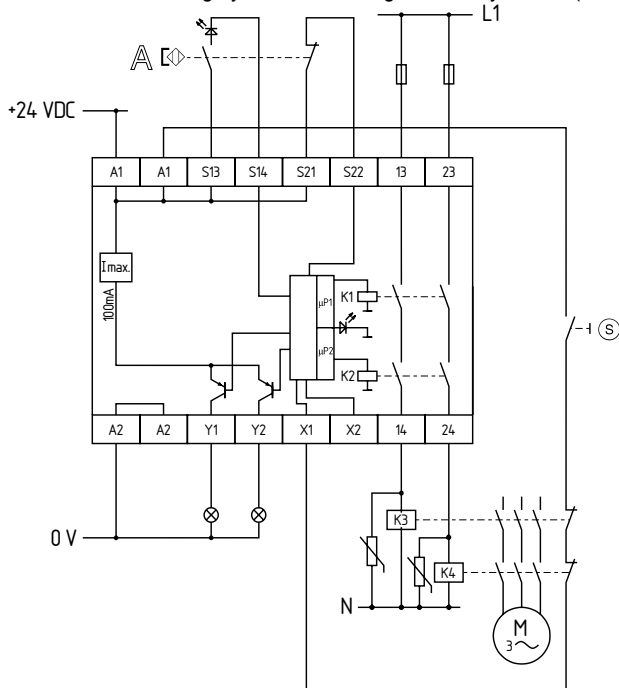 L1
A
+24 VDC
A1 A1 S13 S14 S21 S22 13 23
Imax.
100mA
µP1
K1
µP2
K2
S
A2 A2 Y1 Y2 X1 X2 14 24
K3
0 V
K4
N
M
3